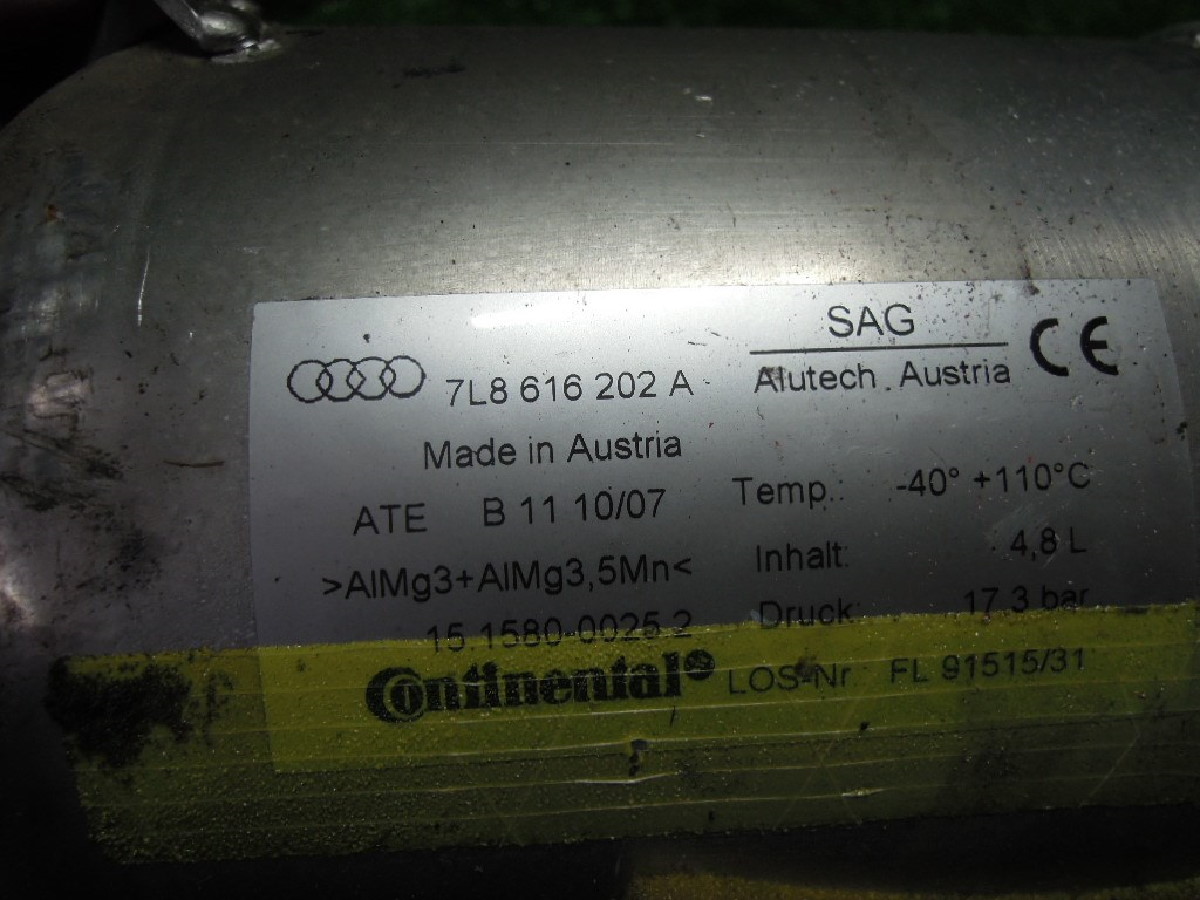 SAG
Alutech Austria
CE
7L8 616 202 A
Made in Austria
ATE B 11 10/07
Temp.: -40° +110°C
>AlMg3+AlMg3,5Mn<
Inhalt: 4,8 L
15.1580-0025.2
Druck: 17,3 bar
Continental®
LOS-Nr FL 91515/31